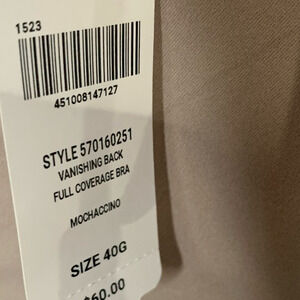 1523
451008147127
STYLE 570160251
VANISHING BACK
FULL COVERAGE BRA
MOCHACCINO
SIZE 40G
$60.00